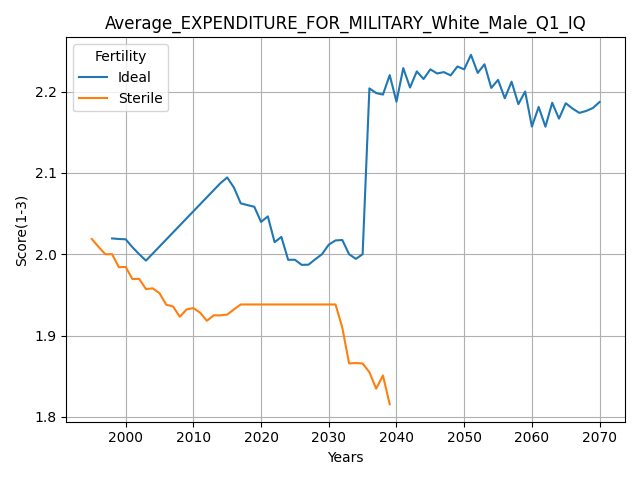 Average_EXPENDITURE_FOR_MILITARY_White_Male_Q1_IQ
Fertility
Ideal
Sterile
Score(1-3)
2.2
2.1
2.0
1.9
1.8
2000 2010 2020 2030 2040 2050 2060 2070
Years